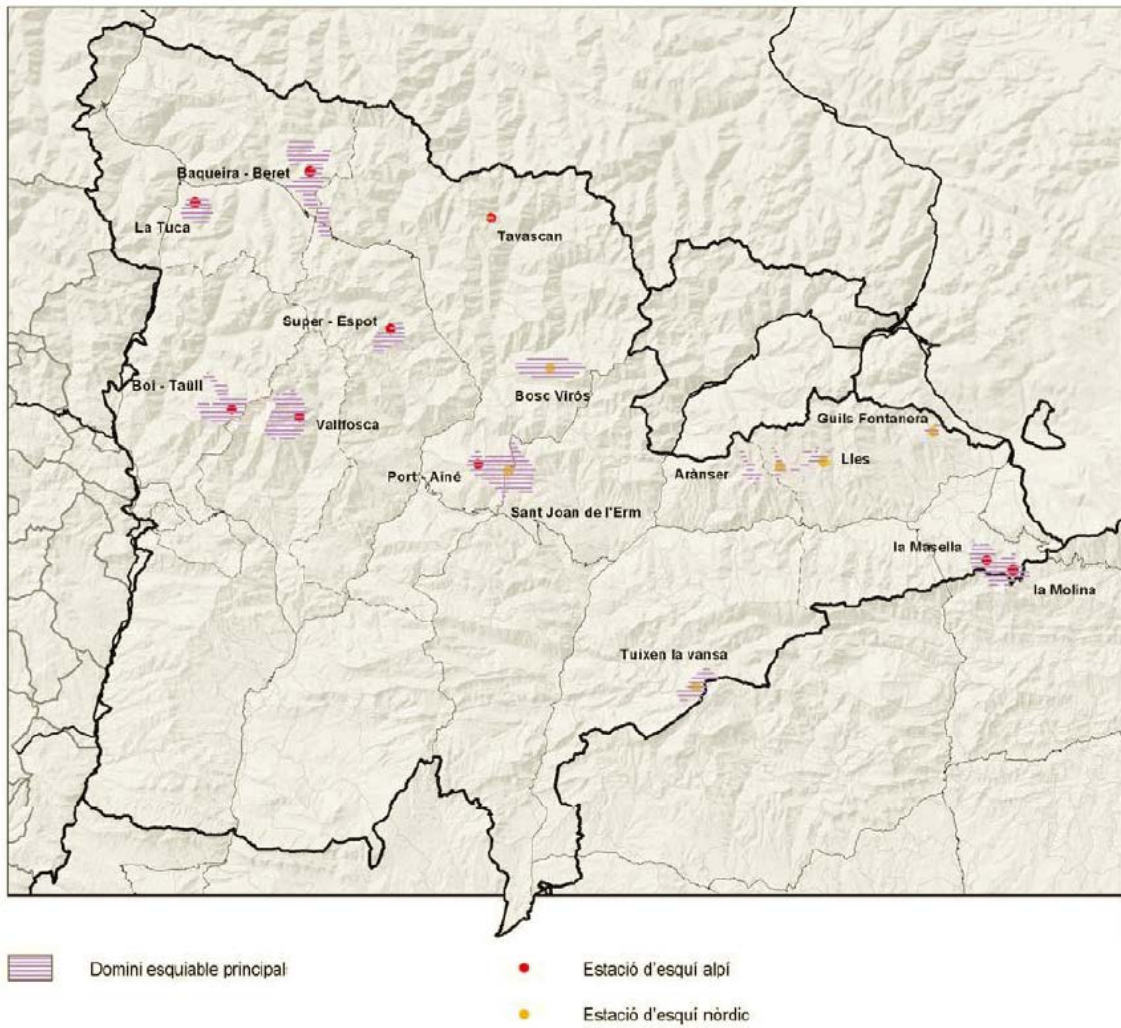 Baqueira - Beret
La Tuca
Tavascan
Super - Espot
Boi - Taüll
Vallfosca
Bosc Virós
Guils Fontanera
Port - Ainé
Arànser
Lles
Sant Joan de l'Erm
la Masella
la Molina
Tuixen la vansa
Domini esquiable principal
Estació d'esquí alpí
Estació d'esquí nòrdic